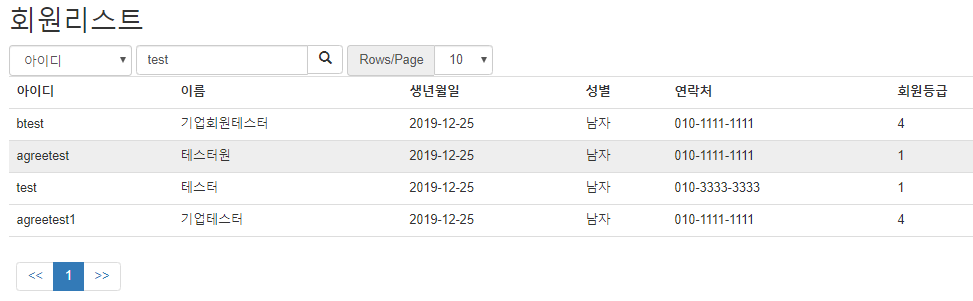 회원리스트
아이디 test Rows/Page 10
아이디 이름 생년월일 성별 연락처 회원등급
btest 기업회원테스터 2019-12-25 남자 010-1111-1111 4
agreetest 테스터원 2019-12-25 남자 010-1111-1111 1
test 테스터 2019-12-25 남자 010-3333-3333 1
agreetest1 기업테스터 2019-12-25 남자 010-1111-1111 4
<< 1 >>